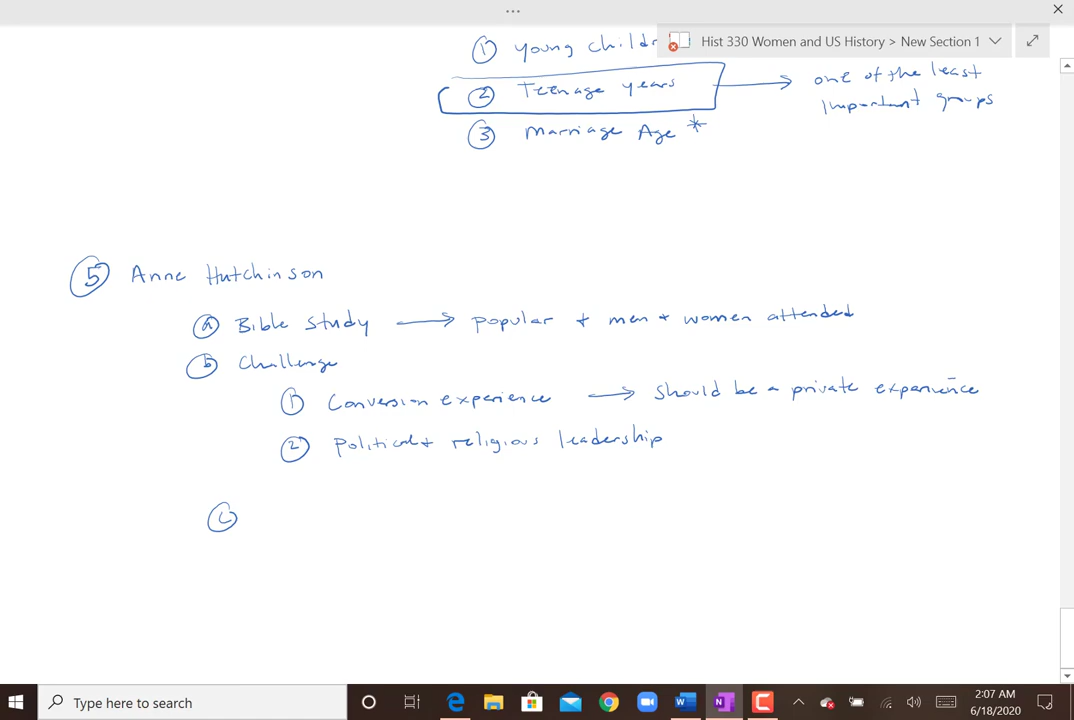 ① Young childr
Hist 330 Women and US History > New Section 1
② Teenage years → one of the least
important groups
③ Marriage Age *
⑤ Anne Hutchinson
ⓐ Bible study → popular + men + women attended
ⓑ Challenge
① Conversion experience → should be a private experience
② Political + religious leadership
ⓒ
Type here to search
2:07 AM
6/18/2020